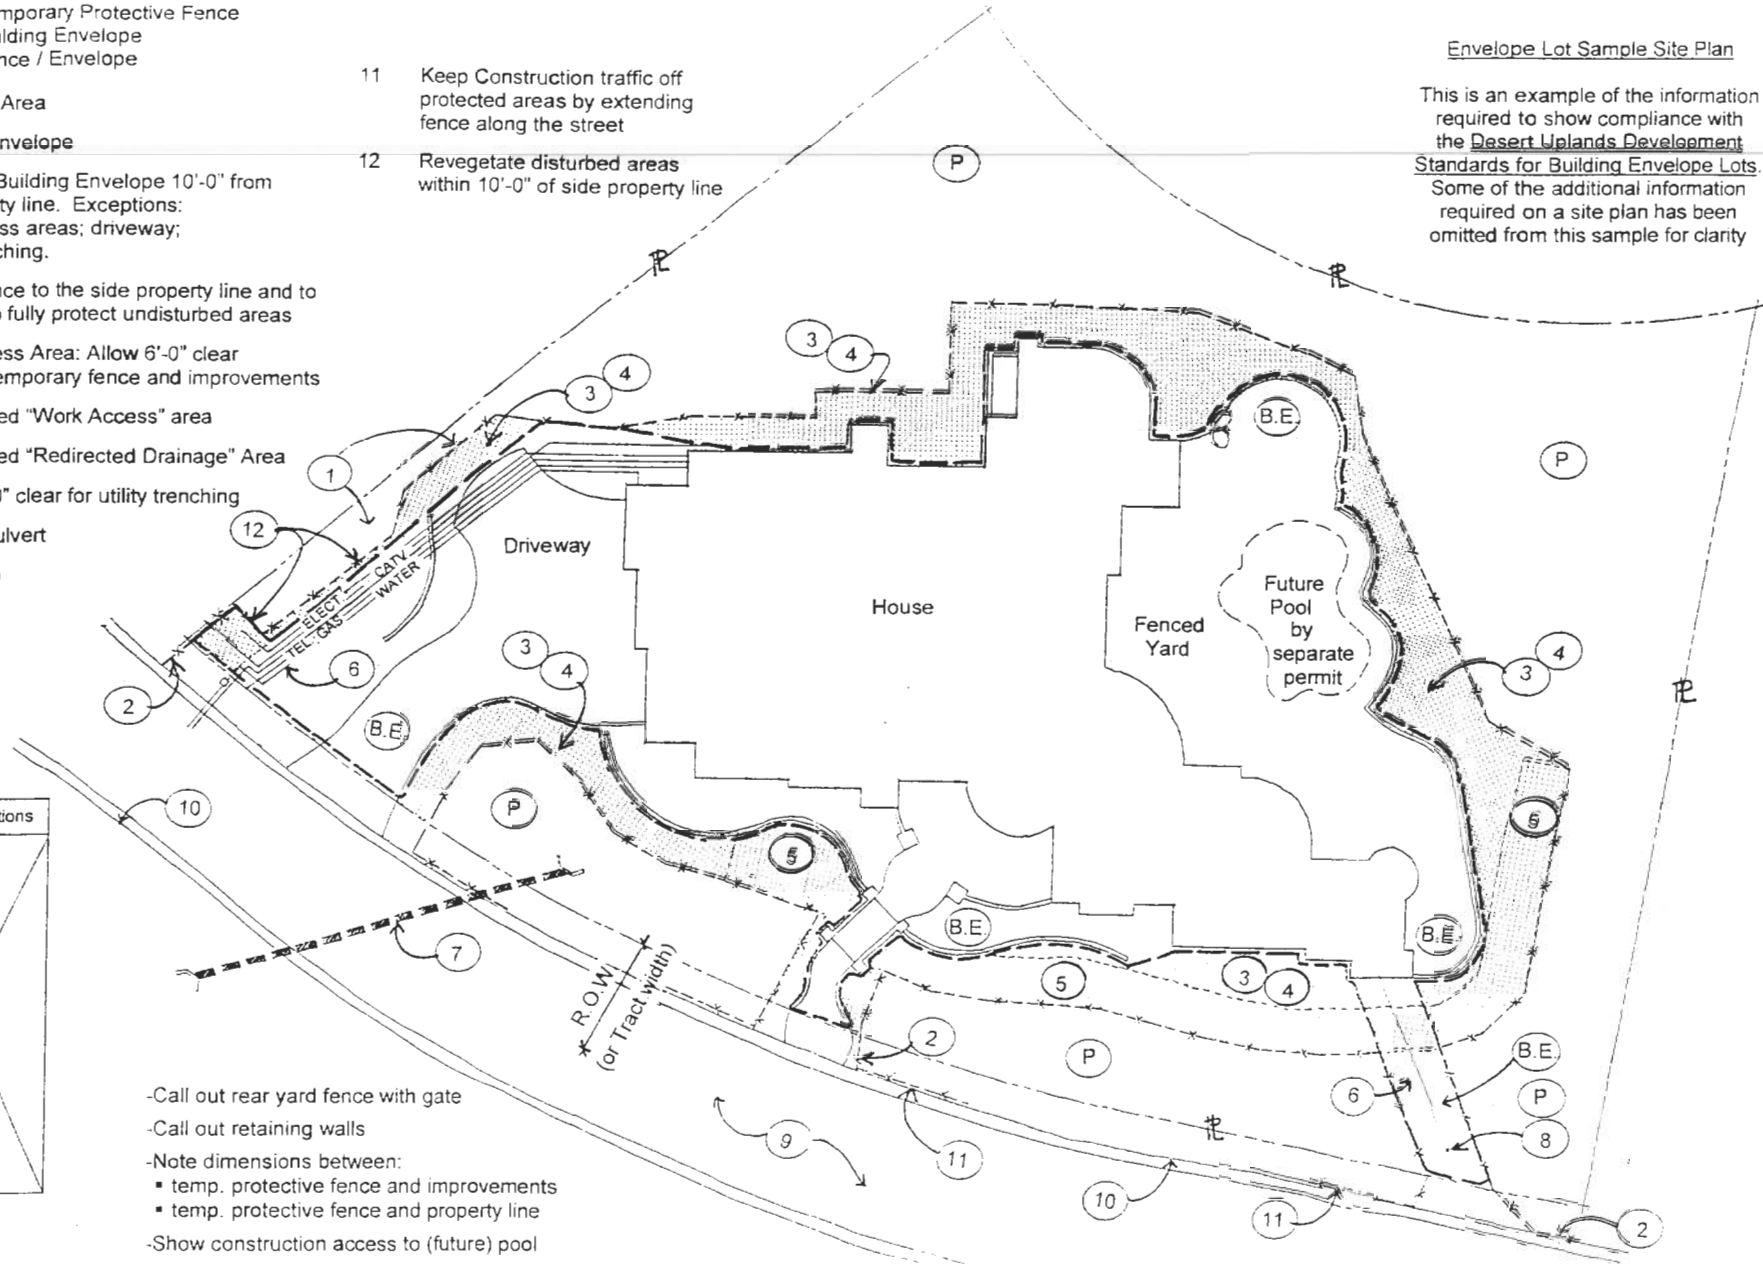 mporary Protective Fence
ilding Envelope
nce / Envelope
Area
nvelope
Building Envelope 10'-0" from
ty line. Exceptions:
ss areas; driveway;
ching.
ce to the side property line and to
fully protect undisturbed areas
ess Area: Allow 6'-0" clear
emporary fence and improvements
ed "Work Access" area
ed "Redirected Drainage" Area
" clear for utility trenching
ulvert
11 Keep Construction traffic off
protected areas by extending
fence along the street
12 Revegetate disturbed areas
within 10'-0" of side property line
Envelope Lot Sample Site Plan
This is an example of the information
required to show compliance with
the Desert Uplands Development
Standards for Building Envelope Lots.
Some of the additional information
required on a site plan has been
omitted from this sample for clarity
P
PL
PL
3
4
3
4
B.E.
P
1
12
Driveway
CATV
WATER
ELECT.
TEL. GAS
House
Future
Pool
by
separate
permit
Fenced
Yard
3
4
6
2
3
4
PL
B.E.
10
P
5
5
tions
B.E.
B.E.
7
R.O.W.
(or Tract width)
5
3
4
2
P
B.E.
6
P
8
PL
9
11
10
11
2
-Call out rear yard fence with gate
-Call out retaining walls
-Note dimensions between:
▪ temp. protective fence and improvements
▪ temp. protective fence and property line
-Show construction access to (future) pool